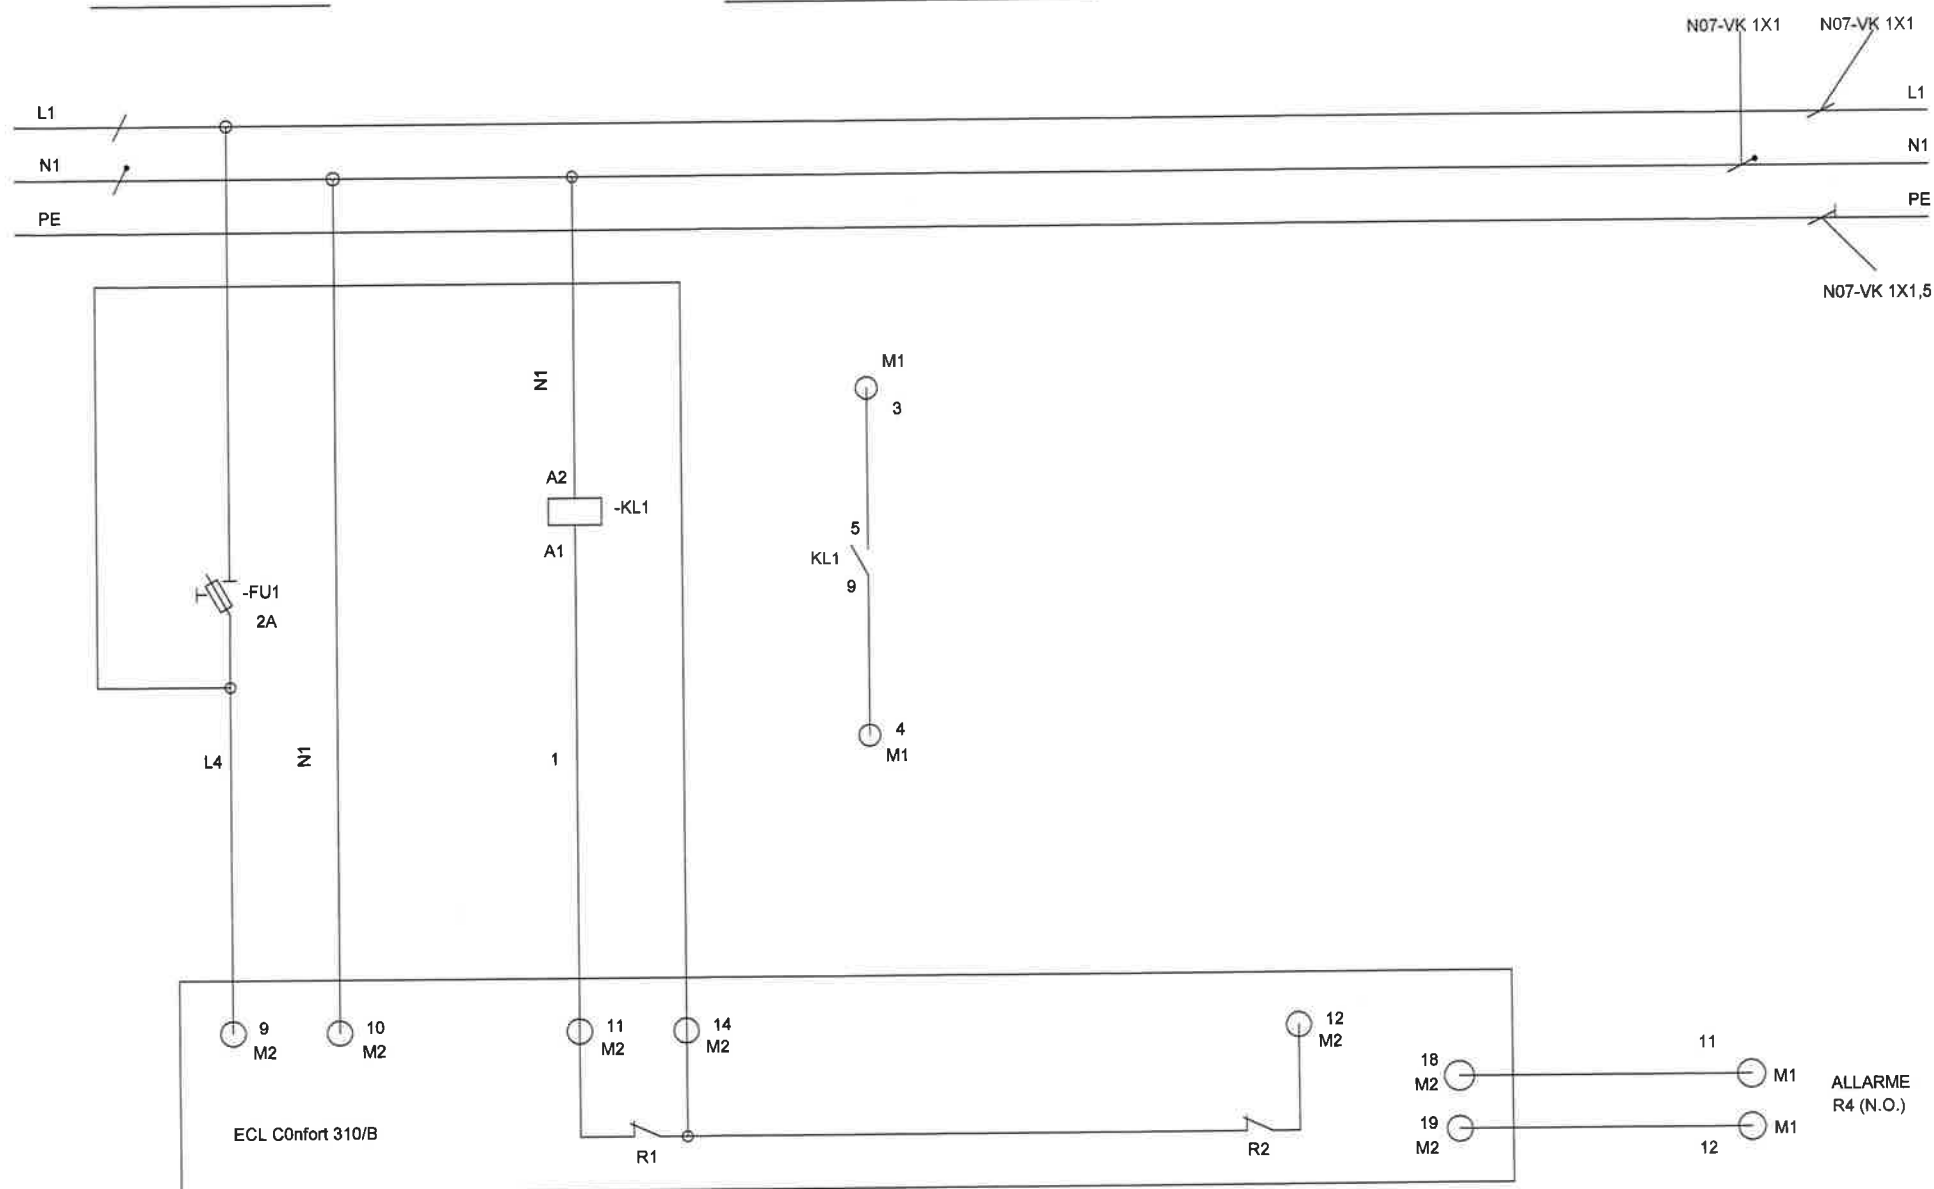 N07-VK 1X1 N07-VK 1X1
L1 L1
N1 N1
PE PE
N07-VK 1X1,5
M1
3
N1
A2
-KL1
A1
5
KL1
9
-FU1
2A
4
M1
L4
N1
1
9
M2
10
M2
11
M2
14
M2
12
M2
18
M2
11
M1
ALLARME
R4 (N.O.)
19
M2
12
M1
ECL C0nfort 310/B
R1
R2